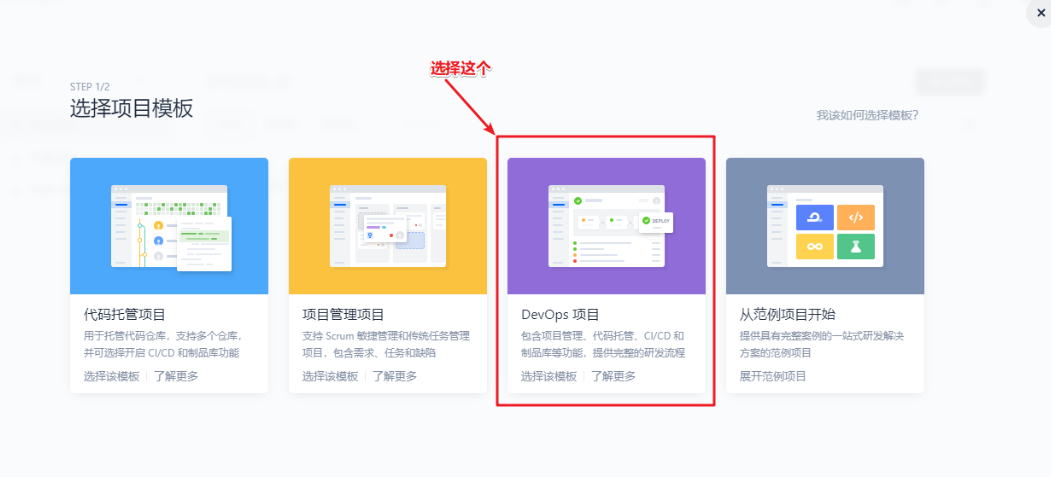 选择这个
STEP 1/2
选择项目模板
我该如何选择模板?
DEPLOY
代码托管项目
用于托管代码仓库，支持多个仓库，
并可选择开启 CI/CD 和制品库功能
选择该模板 | 了解更多
项目管理项目
支持 Scrum 敏捷管理和传统任务管理
项目，包含需求、任务和缺陷
选择该模板 | 了解更多
DevOps 项目
包含项目管理、代码托管、CI/CD 和
制品库等功能，提供完整的研发流程
选择该模板 | 了解更多
从范例项目开始
提供具有完整案例的一站式研发解决
方案的范例项目
展开范例项目